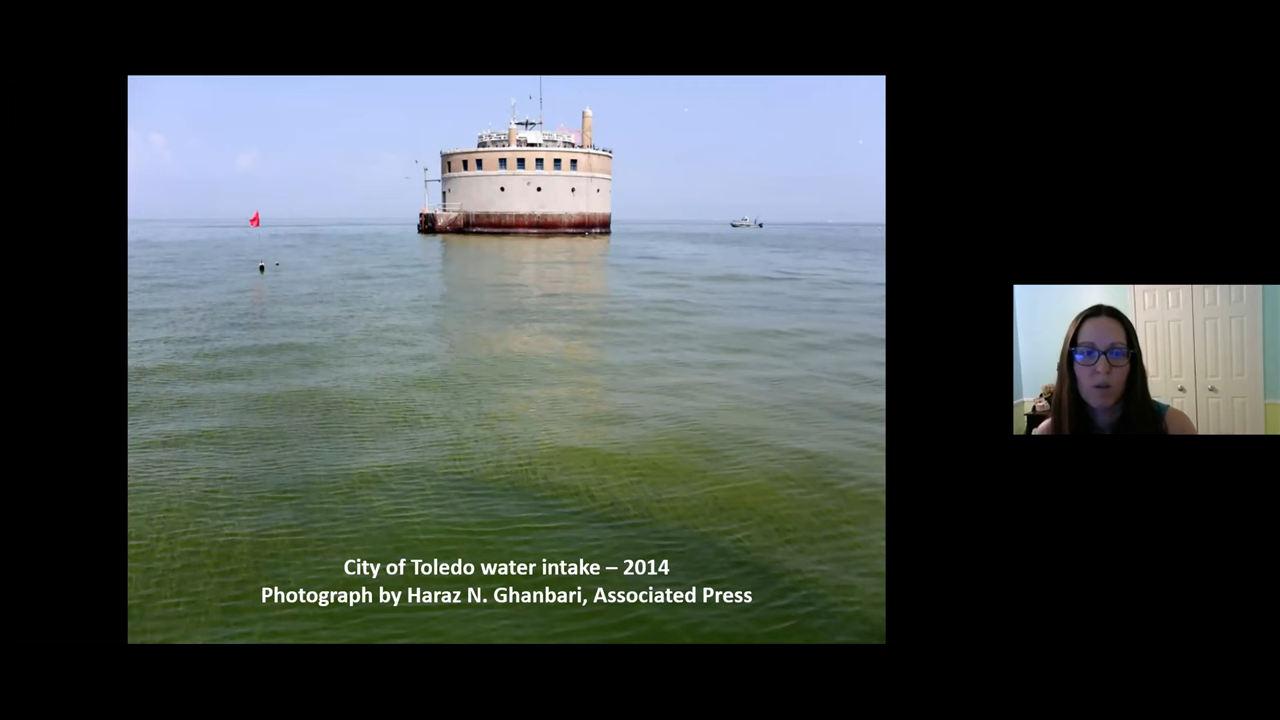 City of Toledo water intake – 2014
Photograph by Haraz N. Ghanbari, Associated Press